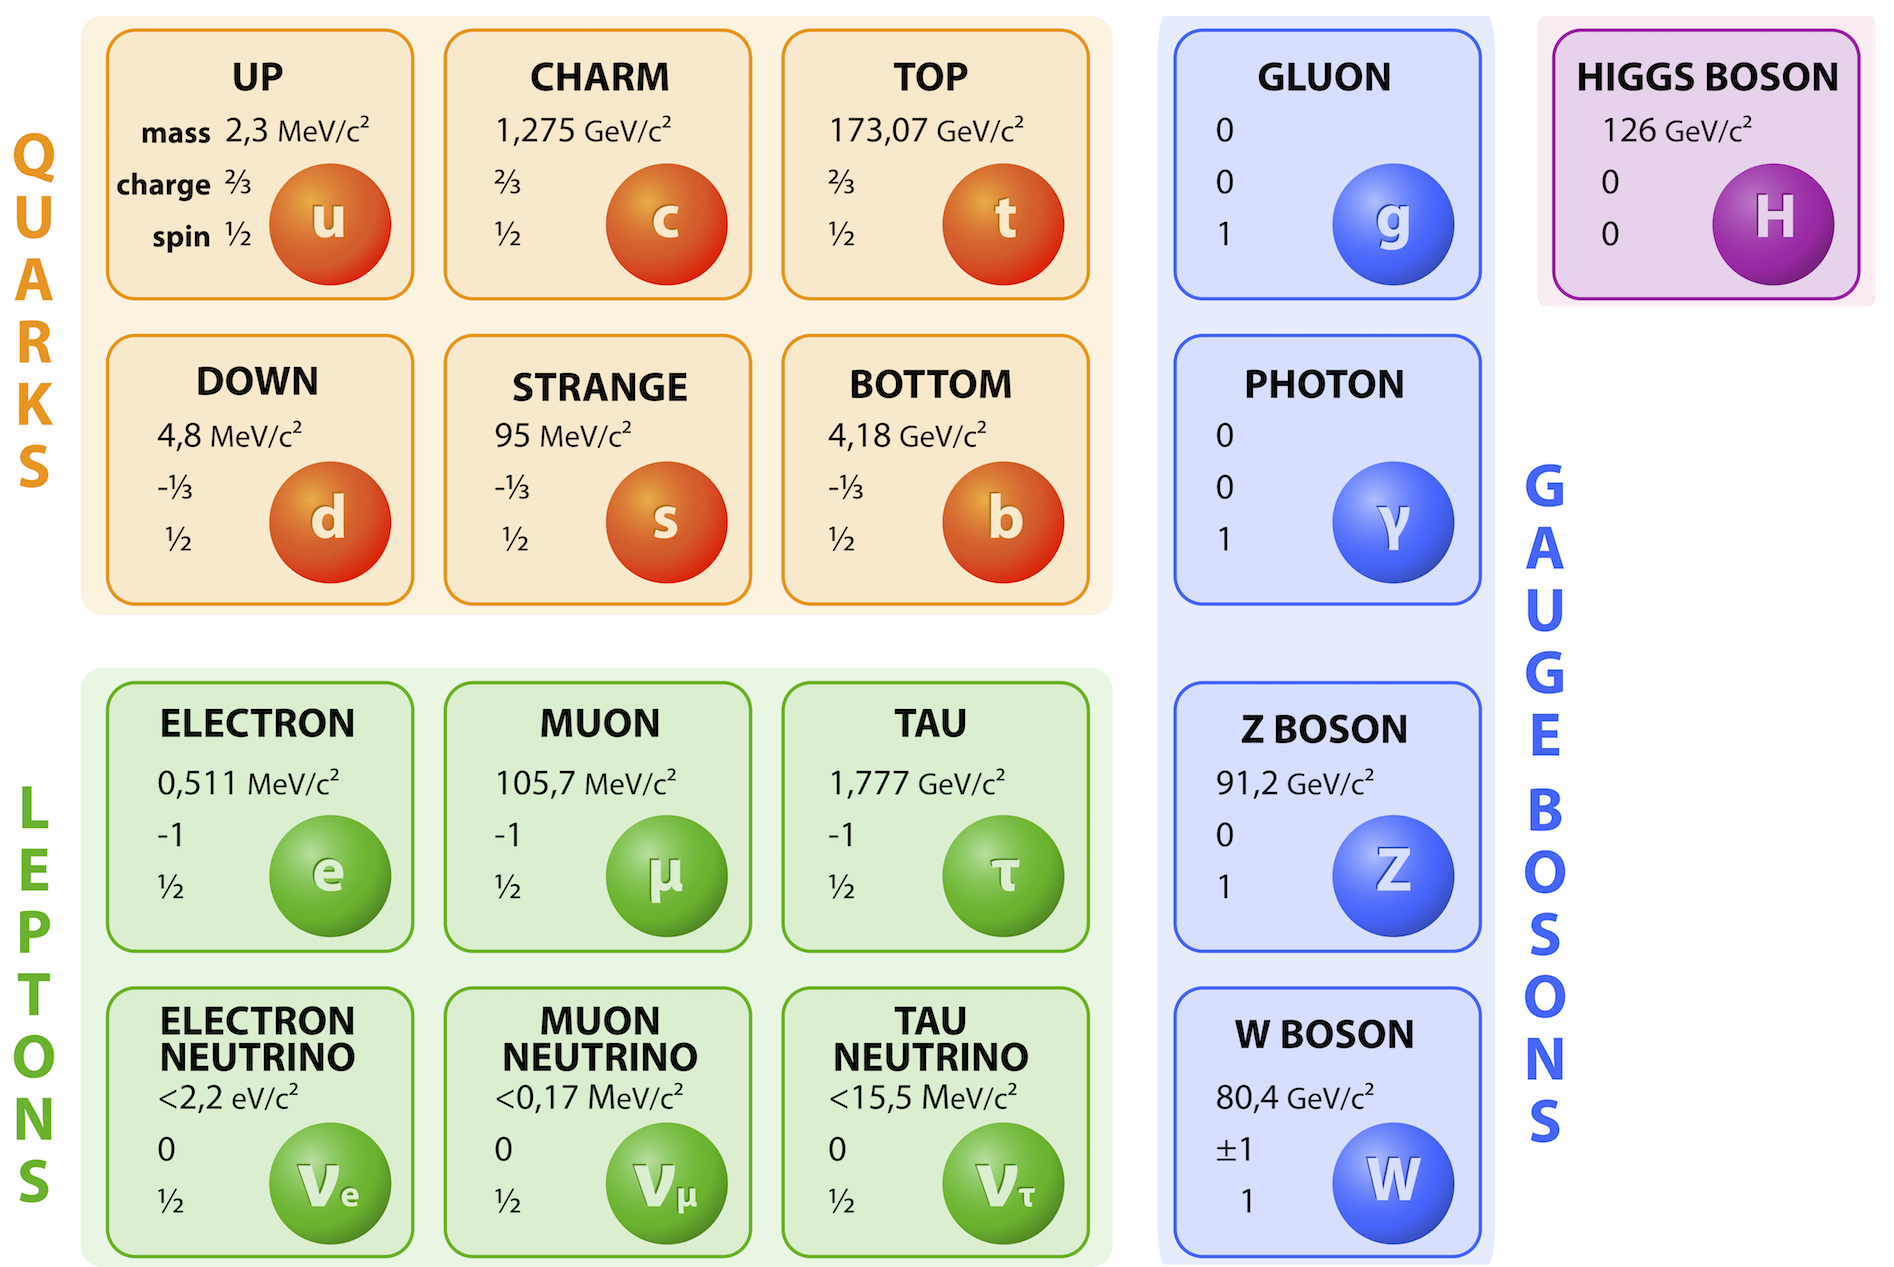 QUARKS
UP
mass 2,3 MeV/c²
charge ⅔
spin ½
u
CHARM
1,275 GeV/c²
⅔
½
c
TOP
173,07 GeV/c²
⅔
½
t
DOWN
4,8 MeV/c²
-⅓
½
d
STRANGE
95 MeV/c²
-⅓
½
s
BOTTOM
4,18 GeV/c²
-⅓
½
b
LEPTONS
ELECTRON
0,511 MeV/c²
-1
½
e
MUON
105,7 MeV/c²
-1
½
μ
TAU
1,777 GeV/c²
-1
½
τ
ELECTRON
NEUTRINO
<2,2 eV/c²
0
½
νe
MUON
NEUTRINO
<0,17 MeV/c²
0
½
νμ
TAU
NEUTRINO
<15,5 MeV/c²
0
½
ντ
GAUGE BOSONS
GLUON
0
0
1
g
PHOTON
0
0
1
γ
Z BOSON
91,2 GeV/c²
0
1
Z
W BOSON
80,4 GeV/c²
±1
1
W
HIGGS BOSON
126 GeV/c²
0
0
H